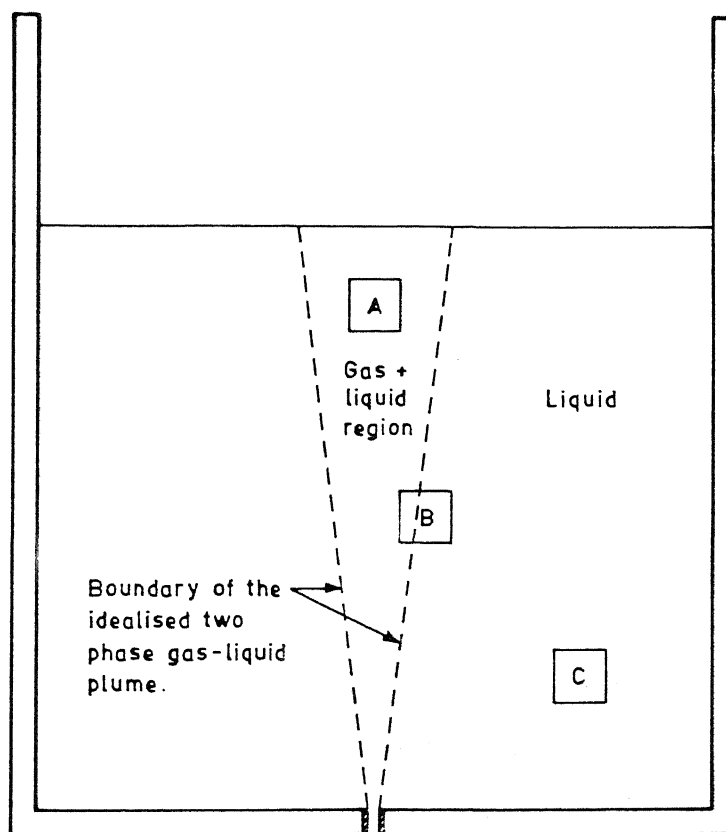 A
Gas +
liquid
region
Liquid
B
Boundary of the
idealised two
phase gas-liquid
plume.
C